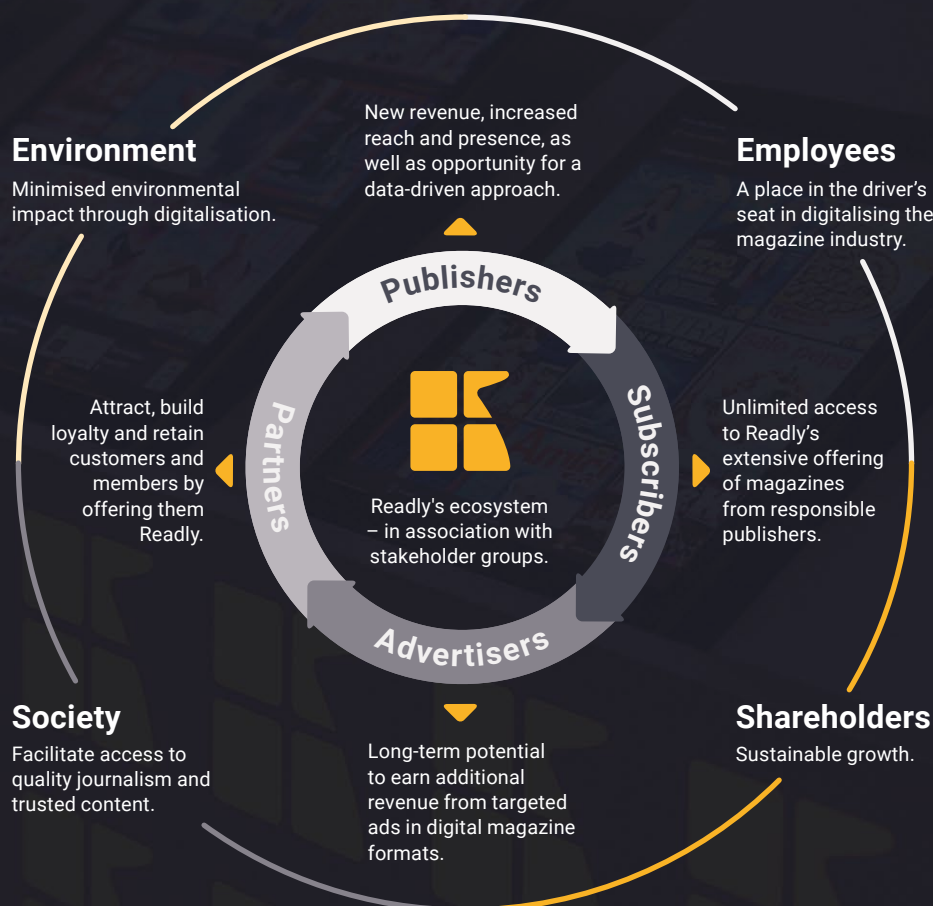 New revenue, increased
reach and presence, as
well as opportunity for a
data-driven approach.
Environment
Minimised environmental
impact through digitalisation.
Employees
A place in the driver's
seat in digitalising the
magazine industry.
Publishers
Subscribers
Advertisers
Partners
Attract, build
loyalty and retain
customers and
members by
offering them
Readly.
Readly's ecosystem
– in association with
stakeholder groups.
Unlimited access
to Readly's
extensive offering
of magazines
from responsible
publishers.
Society
Facilitate access to
quality journalism and
trusted content.
Long-term potential
to earn additional
revenue from targeted
ads in digital magazine
formats.
Shareholders
Sustainable growth.